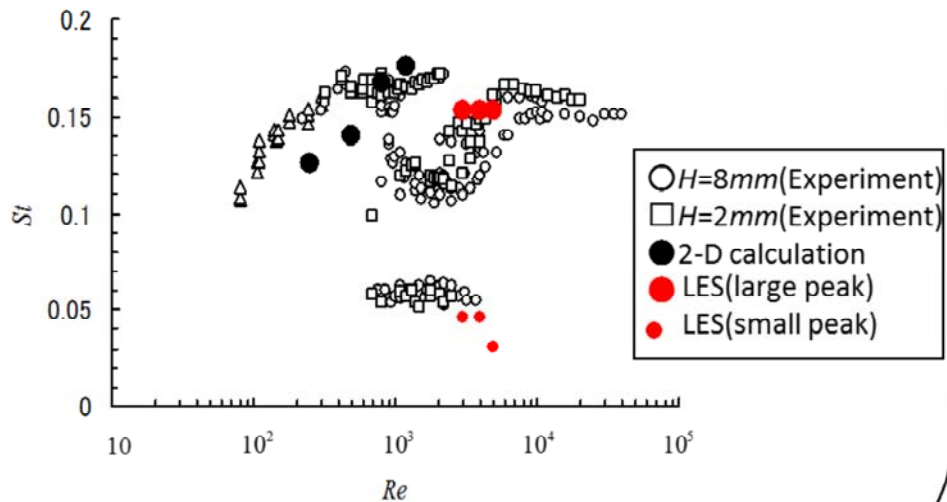 0.2
0.15
0.1
0.05
0
St
10
10²
10³
10⁴
10⁵
Re
H=8mm(Experiment)
H=2mm(Experiment)
2-D calculation
LES(large peak)
LES(small peak)